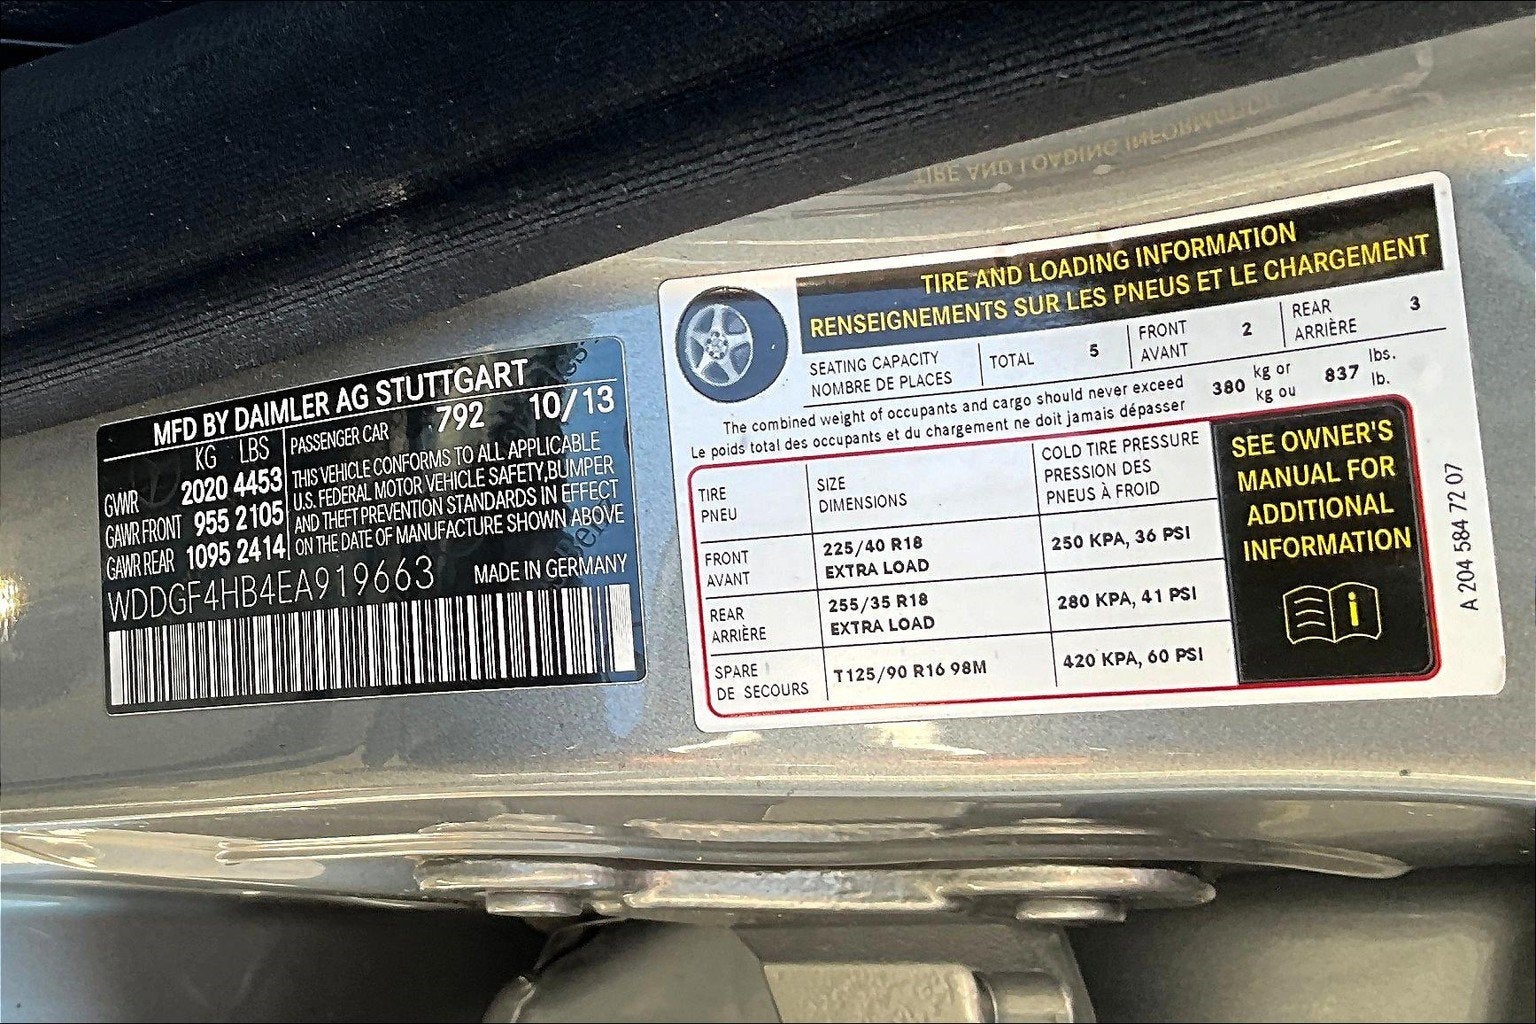 MFD BY DAIMLER AG STUTTGART
KG LBS
GVWR 2020 4453
GAWR FRONT 955 2105
GAWR REAR 1095 2414
PASSENGER CAR 792 10/13
THIS VEHICLE CONFORMS TO ALL APPLICABLE
U.S. FEDERAL MOTOR VEHICLE SAFETY,BUMPER
AND THEFT PREVENTION STANDARDS IN EFFECT
ON THE DATE OF MANUFACTURE SHOWN ABOVE
WDDGF4HB4EA919663 MADE IN GERMANY
TIRE AND LOADING INFORMATION
TIRE AND LOADING INFORMATION
RENSEIGNEMENTS SUR LES PNEUS ET LE CHARGEMENT
SEATING CAPACITY
NOMBRE DE PLACES
TOTAL 5
FRONT
AVANT
2
REAR
ARRIÈRE
3
The combined weight of occupants and cargo should never exceed
Le poids total des occupants et du chargement ne doit jamais dépasser
380
kg or
kg ou
837
lbs.
lb.
TIRE
PNEU
SIZE
DIMENSIONS
COLD TIRE PRESSURE
PRESSION DES
PNEUS À FROID
FRONT
AVANT
225/40 R18
EXTRA LOAD
250 KPA, 36 PSI
REAR
ARRIÈRE
255/35 R18
EXTRA LOAD
280 KPA, 41 PSI
SPARE
DE SECOURS
T125/90 R16 98M
420 KPA, 60 PSI
SEE OWNER'S
MANUAL FOR
ADDITIONAL
INFORMATION
A 204 584 72 07